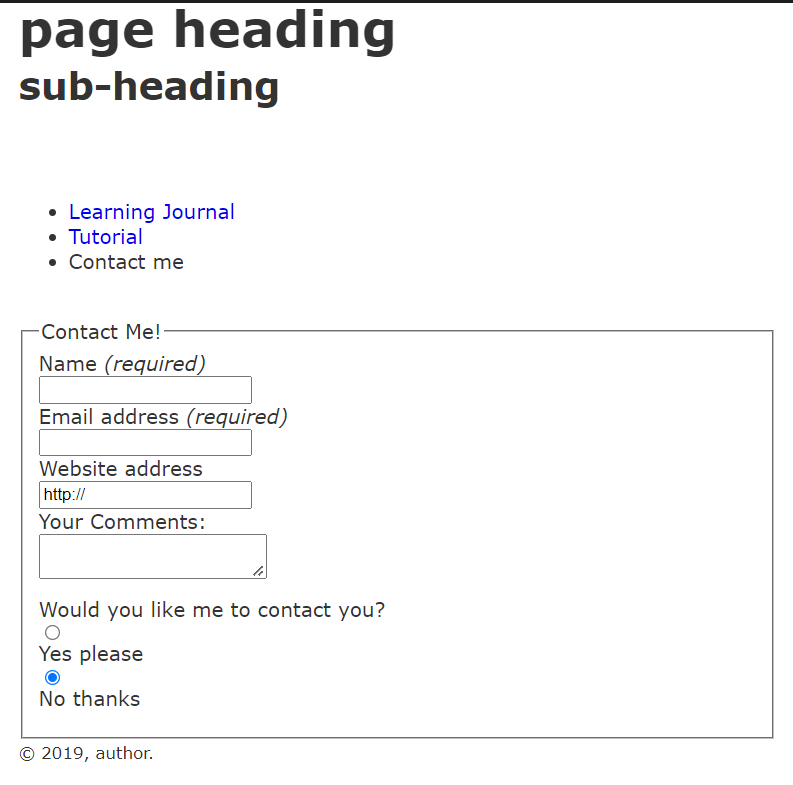 page heading
sub-heading
Learning Journal
Tutorial
Contact me
Contact Me!
Name (required)
Email address (required)
Website address
http://
Your Comments:
Would you like me to contact you?
Yes please
No thanks
© 2019, author.